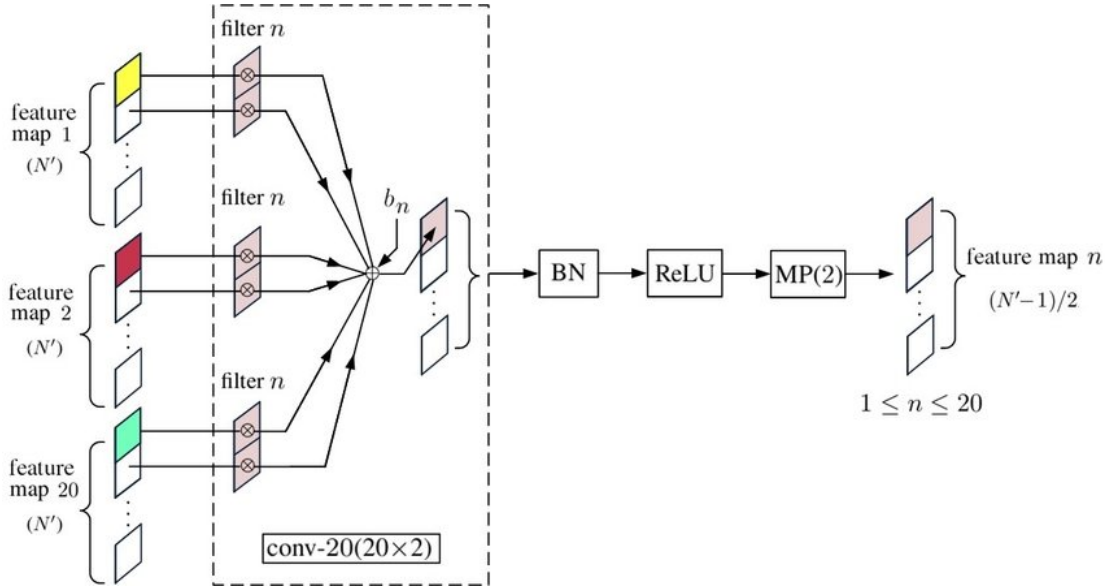 filter n
feature
map 1
(N′)
filter n
b_n
feature
map 2
(N′)
BN
ReLU
MP(2)
feature map n
(N′−1)/2
filter n
1 ≤ n ≤ 20
feature
map 20
(N′)
conv-20(20×2)